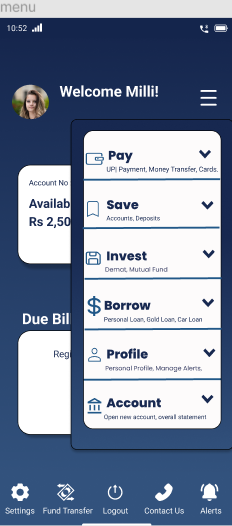 menu
10:52
Welcome Milli!
Account No
Availab
Rs 2,50
Due Bil
Regi
Pay
UPI Payment, Money Transfer, Cards.
Save
Accounts, Deposits
Invest
Demat, Mutual Fund
Borrow
Personal Loan, Gold Loan, Car Loan
Profile
Personal Profile, Manage Alerts.
Account
Open new account, overall statement
Settings
Fund Transfer
Logout
Contact Us
Alerts